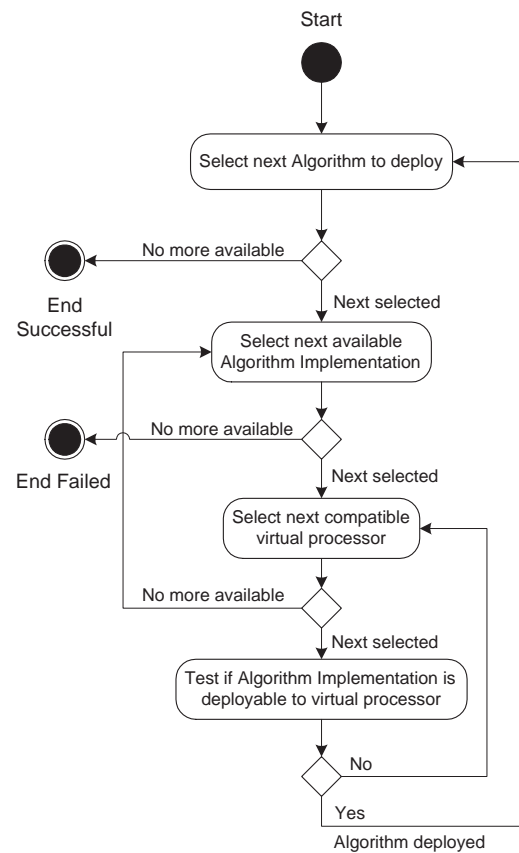 Start
Select next Algorithm to deploy
No more available
End
Successful
Next selected
Select next available
Algorithm Implementation
No more available
End Failed
Next selected
Select next compatible
virtual processor
No more available
Next selected
Test if Algorithm Implementation is
deployable to virtual processor
No
Yes
Algorithm deployed